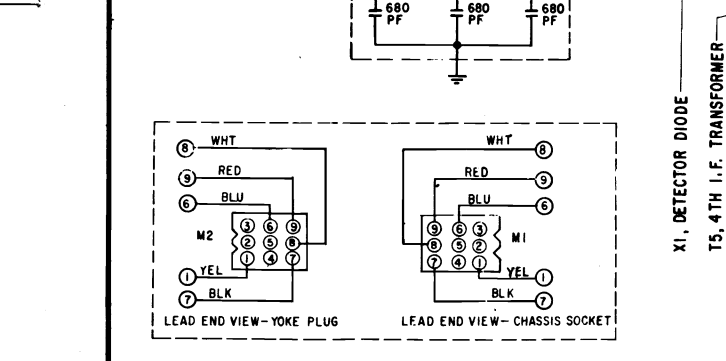 680 PF
680 PF
680 PF
8 WHT
9 RED
6 BLU
3 6 9
M2 2 5 8
1 4 7
1 YEL
7 BLK
LEAD END VIEW-YOKE PLUG
WHT 8
RED 9
BLU 6
9 6 3
8 5 2 M1
7 4 1
YEL 1
BLK 7
LEAD END VIEW- CHASSIS SOCKET
X1, DETECTOR DIODE
T5, 4TH I.F. TRANSFORMER